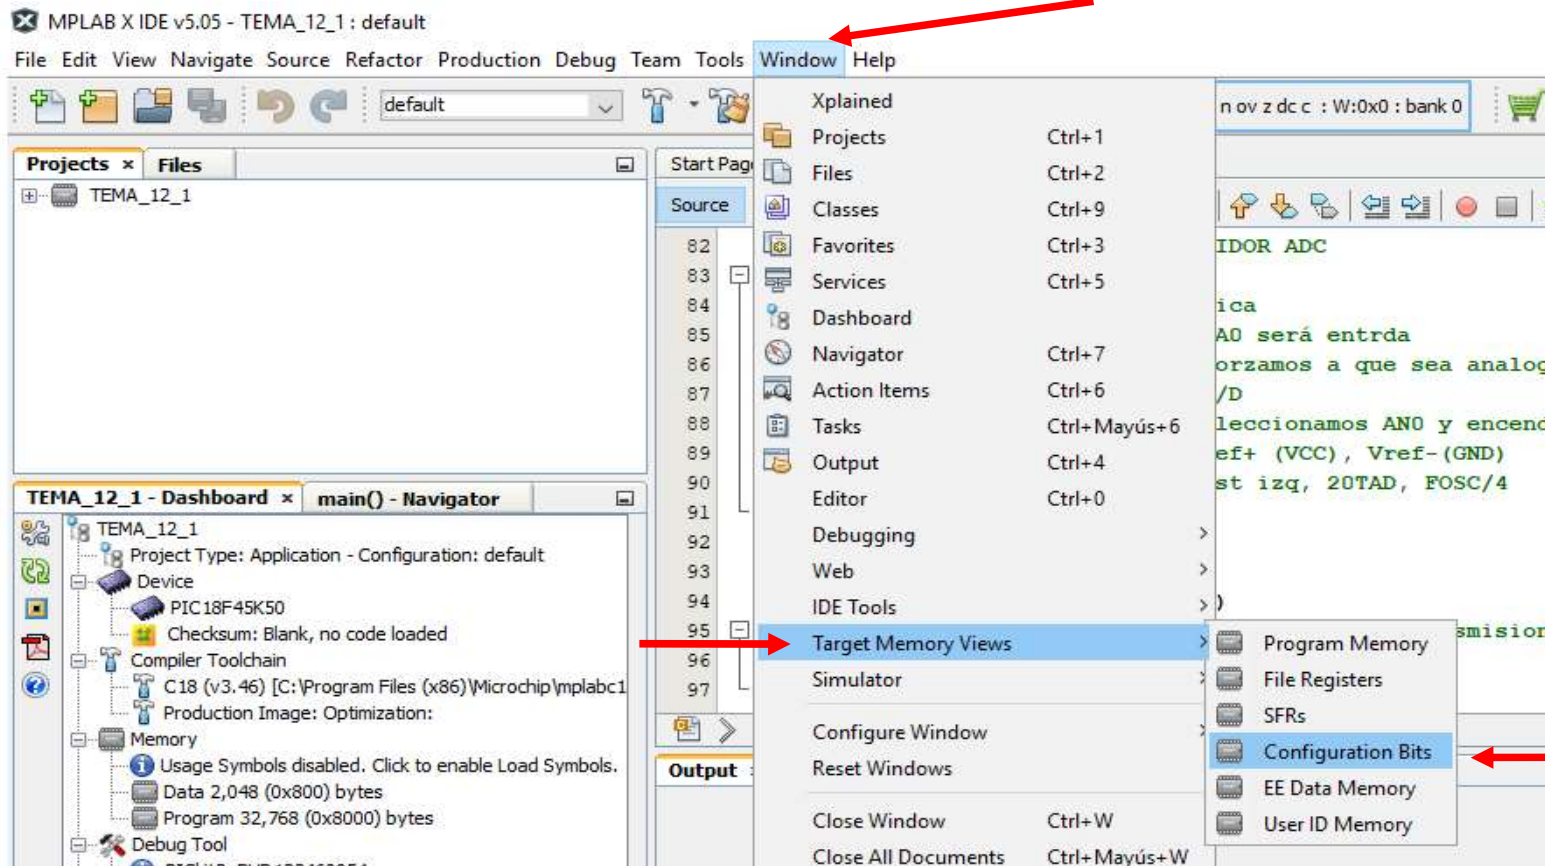 MPLAB X IDE v5.05 - TEMA_12_1 : default
File Edit View Navigate Source Refactor Production Debug Team Tools Window Help
default
n ov z dc c : W:0x0 : bank 0
Projects × Files
TEMA_12_1
Start Pag
Source
Xplained
Projects Ctrl+1
Files Ctrl+2
Classes Ctrl+9
Favorites Ctrl+3
Services Ctrl+5
Dashboard
Navigator Ctrl+7
Action Items Ctrl+6
Tasks Ctrl+Mayús+6
Output Ctrl+4
Editor Ctrl+0
Debugging
Web
IDE Tools
Target Memory Views
Simulator
Configure Window
Reset Windows
Close Window Ctrl+W
Close All Documents Ctrl+Mayús+W
Program Memory
File Registers
SFRs
Configuration Bits
EE Data Memory
User ID Memory
82
83
84
85
86
87
88
89
90
91
92
93
94
95
96
97
IDOR ADC
ica
A0 será entrda
orzamos a que sea analog
/D
leccionamos AN0 y encend
ef+ (VCC), Vref-(GND)
st izq, 20TAD, FOSC/4
)
smision
Output
TEMA_12_1 - Dashboard × main() - Navigator
TEMA_12_1
Project Type: Application - Configuration: default
Device
PIC18F45K50
Checksum: Blank, no code loaded
Compiler Toolchain
C18 (v3.46) [C:\Program Files (x86)\Microchip\mplabc1
Production Image: Optimization:
Memory
Usage Symbols disabled. Click to enable Load Symbols.
Data 2,048 (0x800) bytes
Program 32,768 (0x8000) bytes
Debug Tool